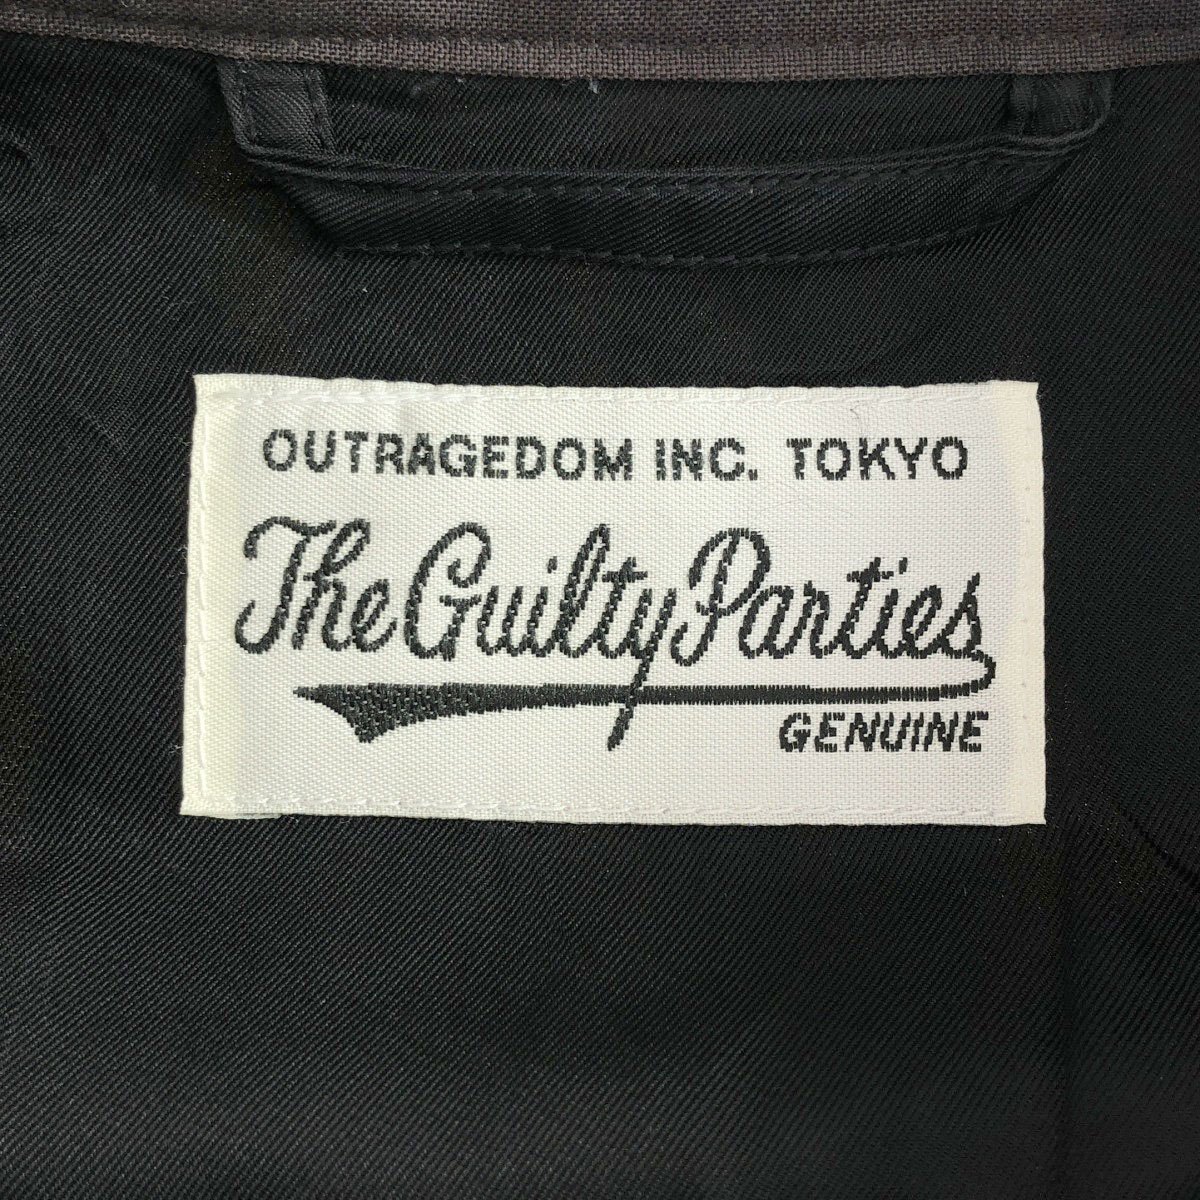 OUTRAGEDOM INC. TOKYO
The Guilty Parties
GENUINE